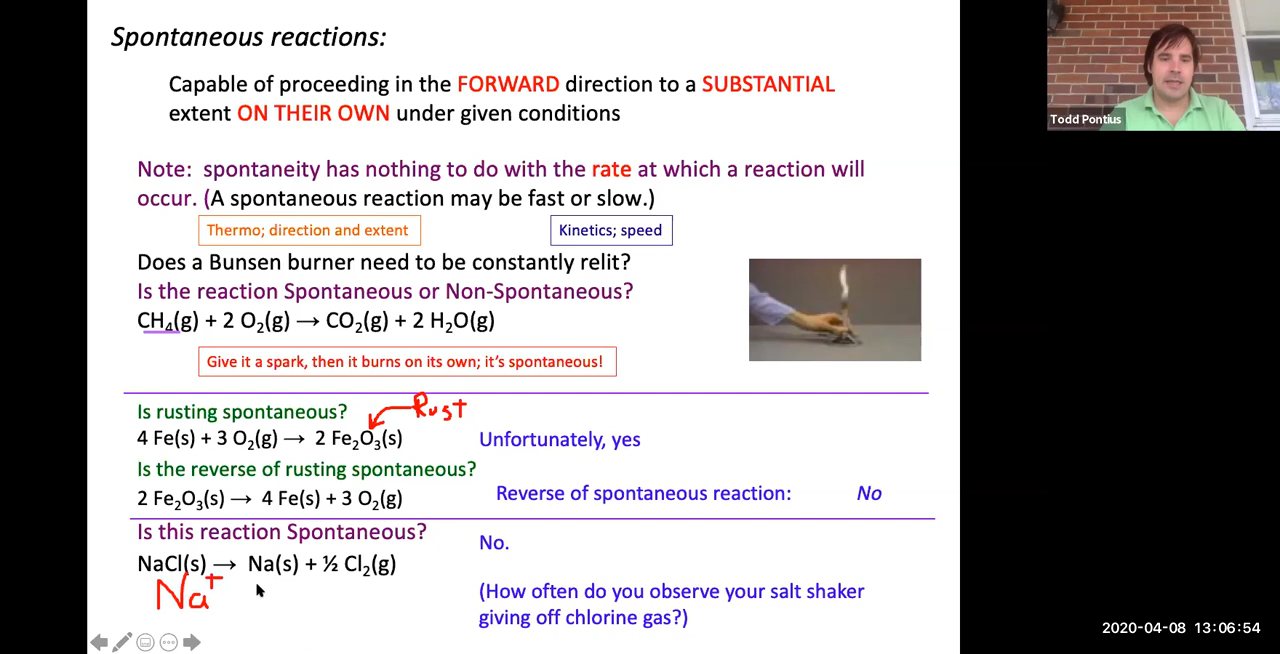 Spontaneous reactions:
Capable of proceeding in the FORWARD direction to a SUBSTANTIAL
extent ON THEIR OWN under given conditions
Note: spontaneity has nothing to do with the rate at which a reaction will
occur. (A spontaneous reaction may be fast or slow.)
Thermo; direction and extent
Kinetics; speed
Does a Bunsen burner need to be constantly relit?
Is the reaction Spontaneous or Non-Spontaneous?
CH₄(g) + 2 O₂(g) → CO₂(g) + 2 H₂O(g)
Give it a spark, then it burns on its own; it's spontaneous!
Is rusting spontaneous?
Rust
4 Fe(s) + 3 O₂(g) → 2 Fe₂O₃(s)
Unfortunately, yes
Is the reverse of rusting spontaneous?
2 Fe₂O₃(s) → 4 Fe(s) + 3 O₂(g)
Reverse of spontaneous reaction: No
Is this reaction Spontaneous?
No.
NaCl(s) → Na(s) + ½ Cl₂(g)
Na⁺
(How often do you observe your salt shaker
giving off chlorine gas?)
Todd Pontius
2020-04-08 13:06:54